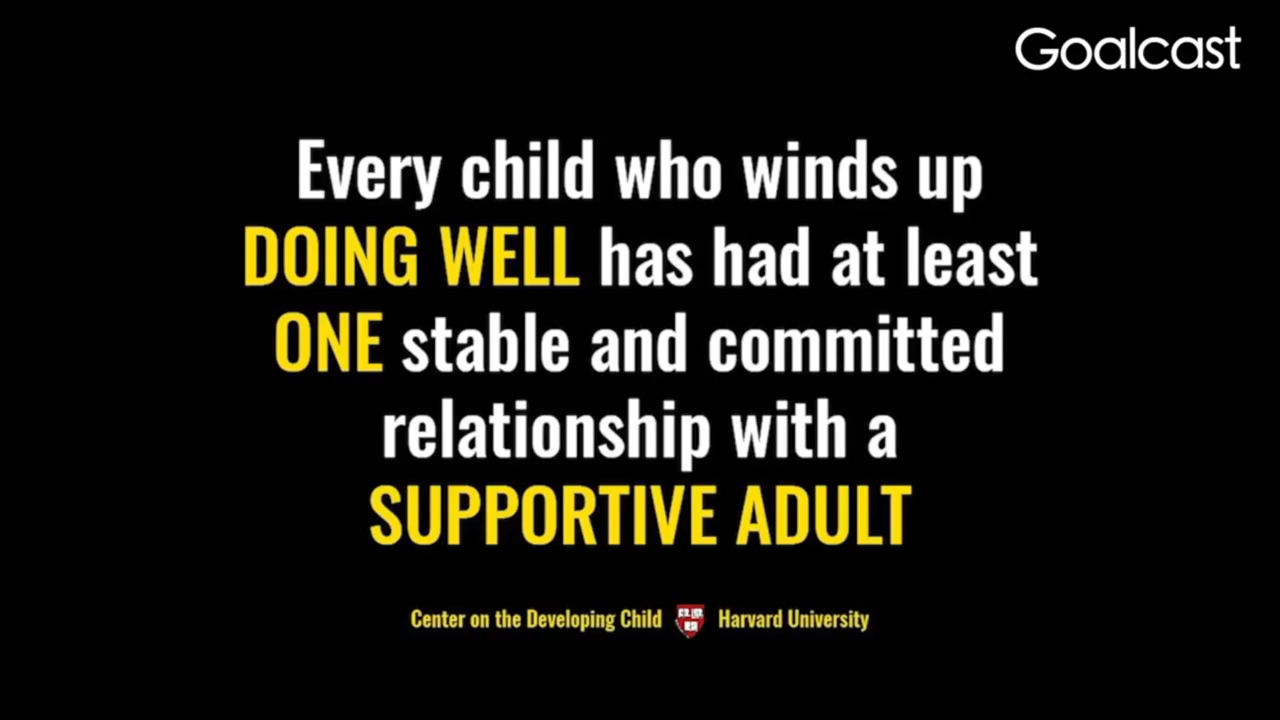 Goalcast
Every child who winds up
DOING WELL has had at least
ONE stable and committed
relationship with a
SUPPORTIVE ADULT
Center on the Developing Child Harvard University